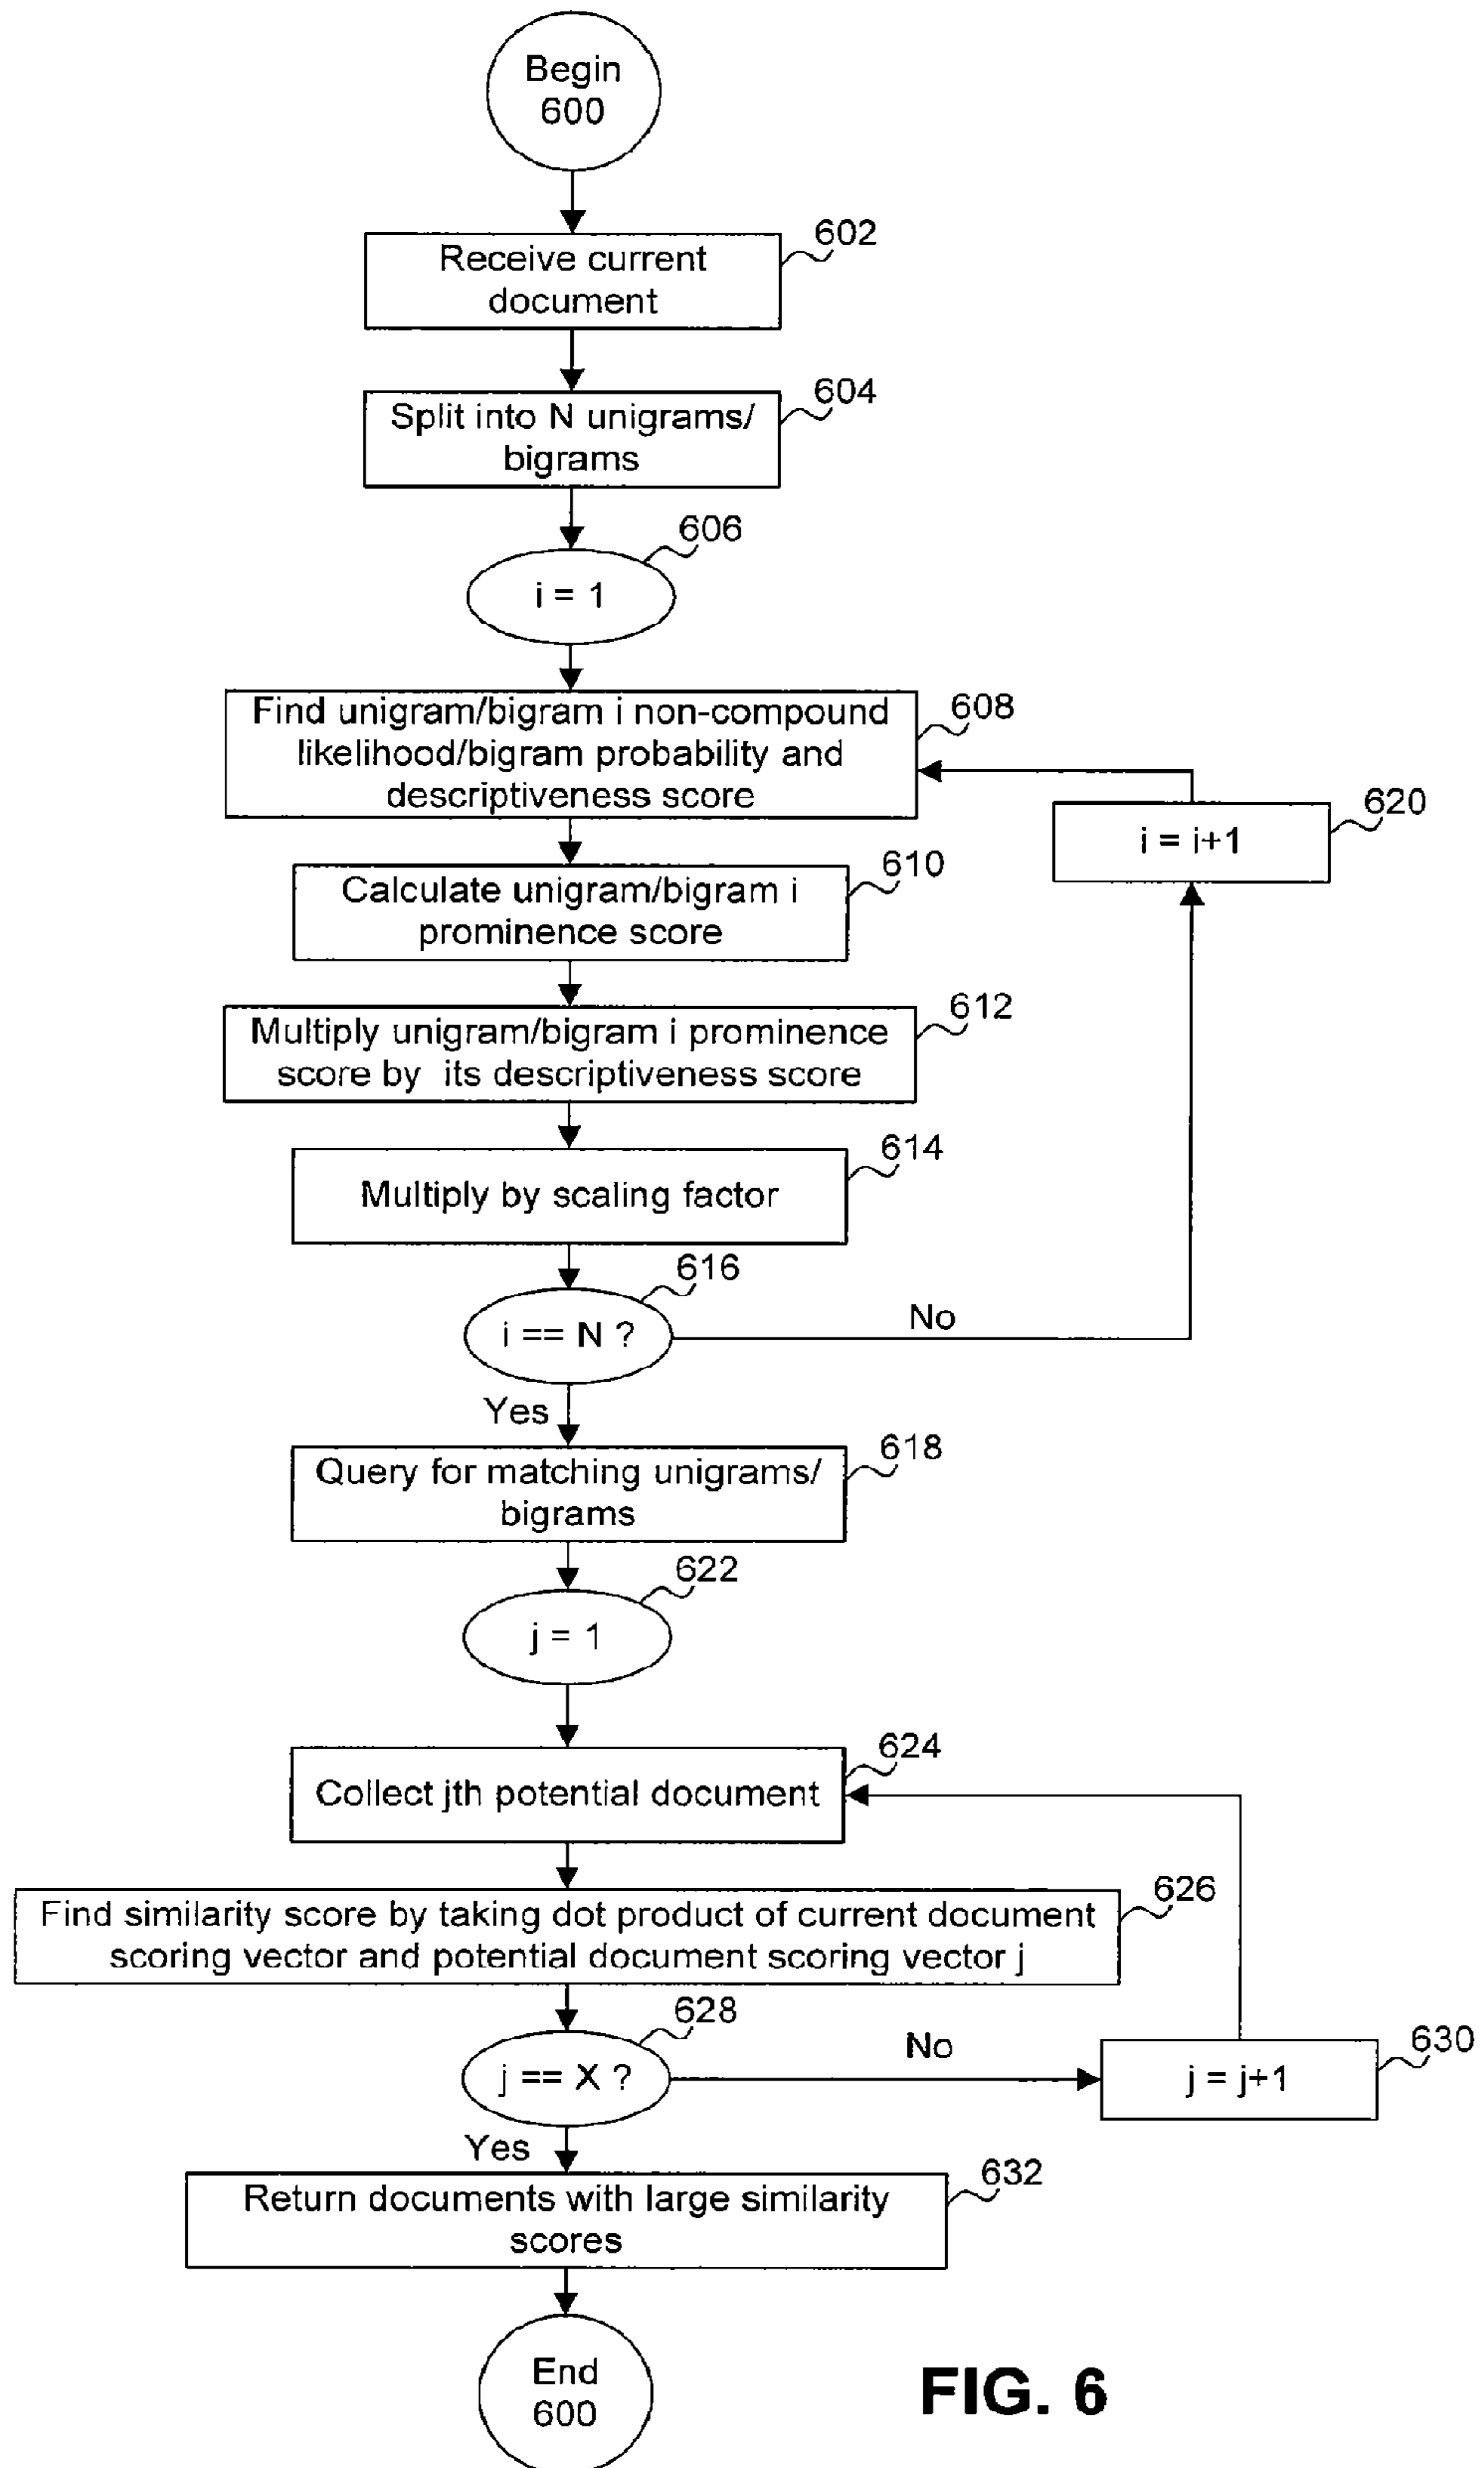 Begin
600
602
Receive current
document
604
Split into N unigrams/
bigrams
606
i = 1
608
Find unigram/bigram i non-compound
likelihood/bigram probability and
descriptiveness score
620
i = i+1
610
Calculate unigram/bigram i
prominence score
612
Multiply unigram/bigram i prominence
score by its descriptiveness score
614
Multiply by scaling factor
616
i == N ?
No
Yes
618
Query for matching unigrams/
bigrams
622
j = 1
624
Collect jth potential document
626
Find similarity score by taking dot product of current document
scoring vector and potential document scoring vector j
628
j == X ?
No
630
j = j+1
Yes
632
Return documents with large similarity
scores
End
600
FIG. 6